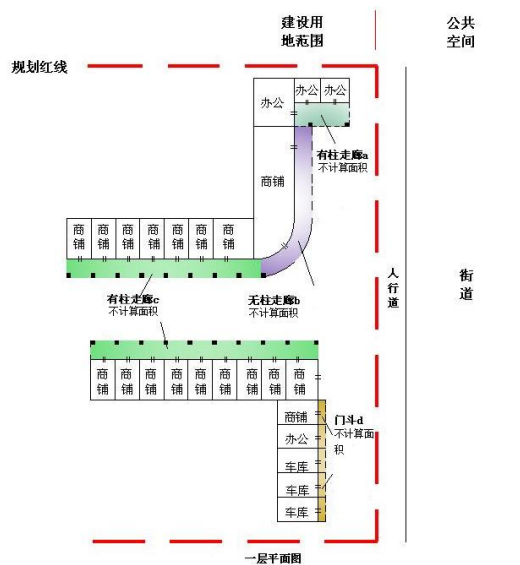 建设用
地范围
公共
空间
规划红线
办公
办公
办公
有柱走廊a
不计算面积
商铺
商铺
商铺
商铺
商铺
商铺
商铺
商铺
有柱走廊c
不计算面积
无柱走廊b
不计算面积
人行道
街道
商铺
商铺
商铺
商铺
商铺
商铺
商铺
商铺
商铺
门斗d
不计算面
积
办公
车库
车库
车库
一层平面图